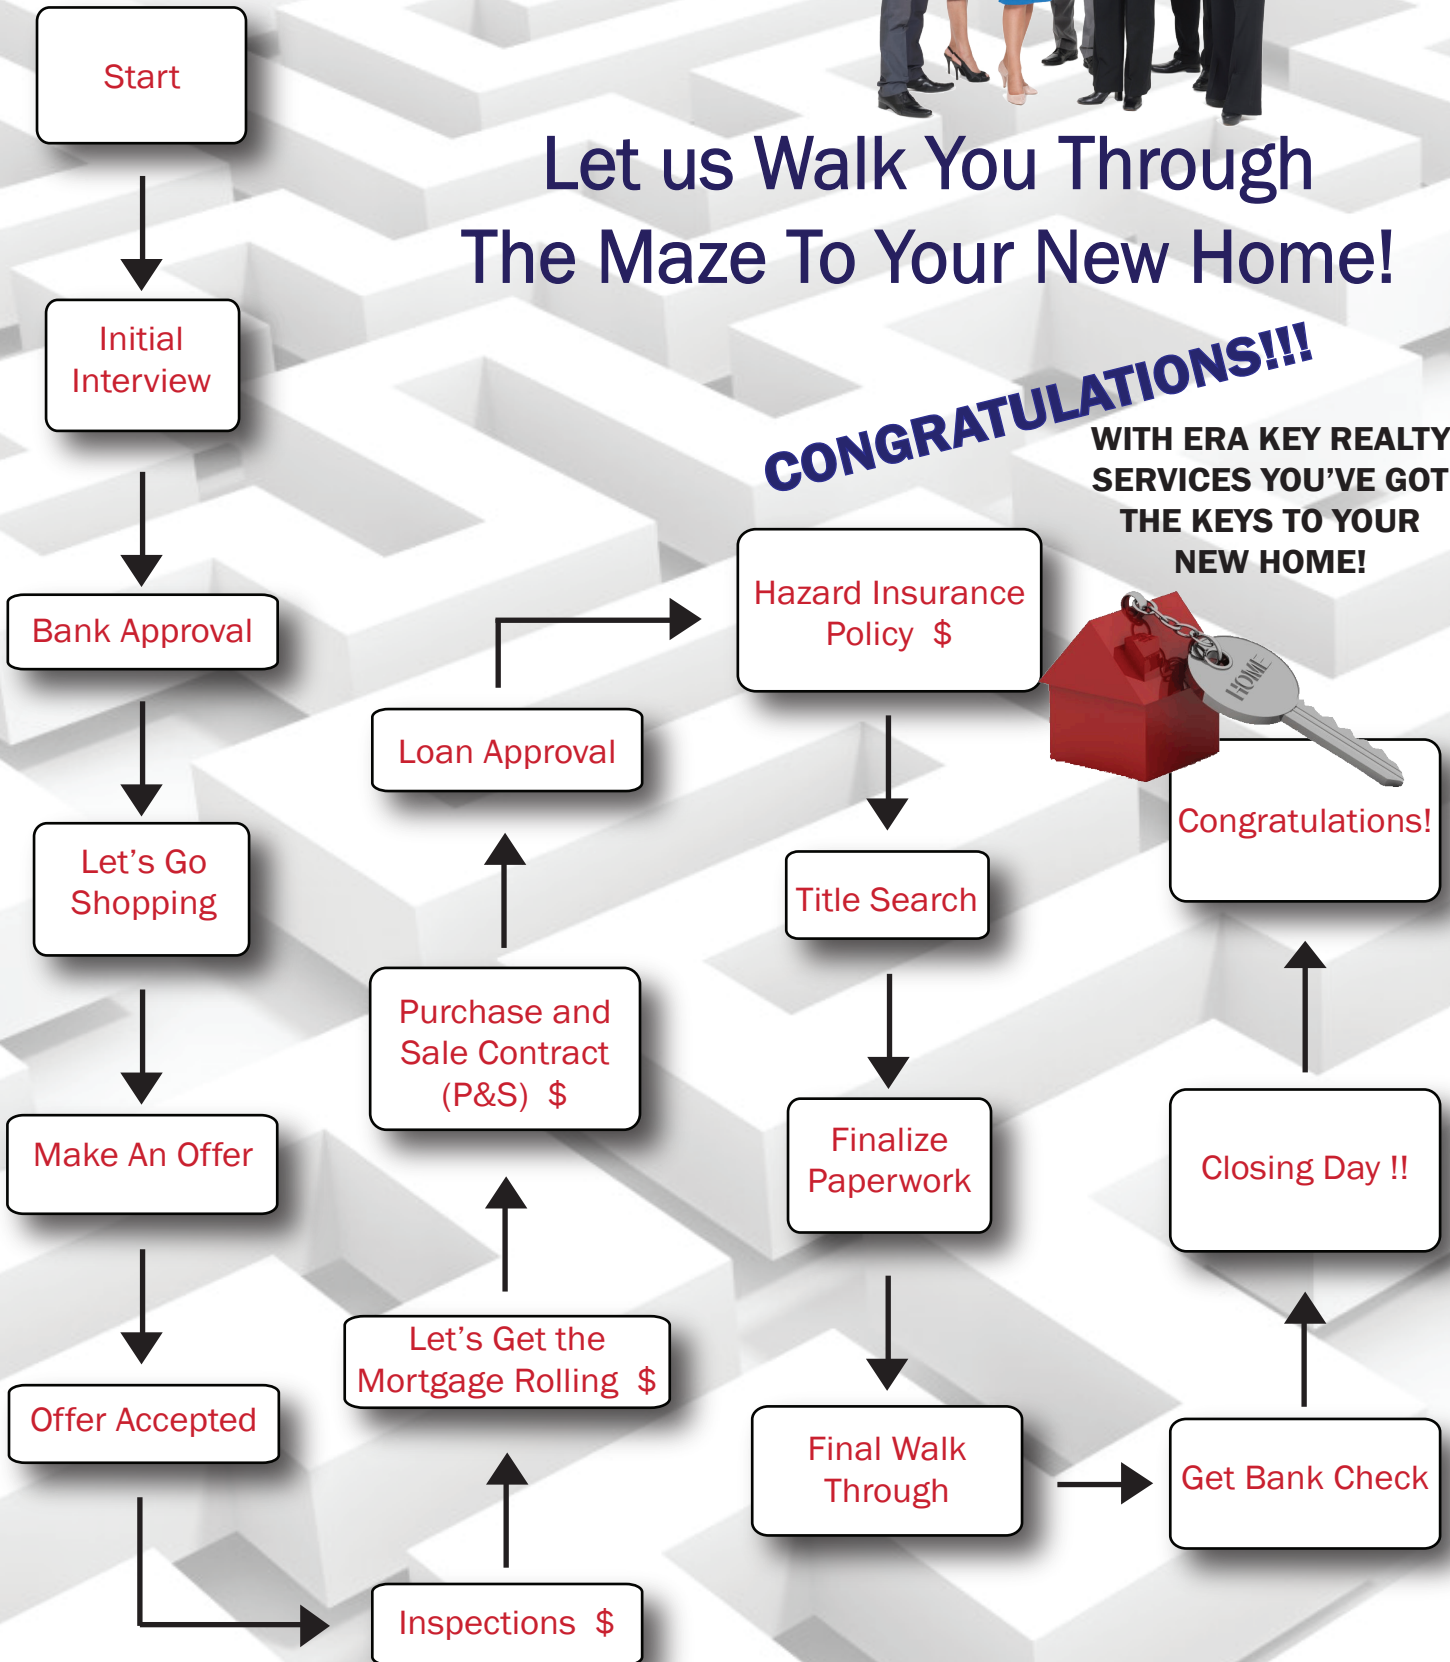 Start
Let us Walk You Through
The Maze To Your New Home!
Initial
Interview
CONGRATULATIONS!!!
WITH ERA KEY REALTY
SERVICES YOU'VE GOT
THE KEYS TO YOUR
NEW HOME!
Bank Approval
Let's Go
Shopping
Make An Offer
Offer Accepted
Inspections $
Let's Get the
Mortgage Rolling $
Purchase and
Sale Contract
(P&S) $
Loan Approval
Hazard Insurance
Policy $
Title Search
Finalize
Paperwork
Final Walk
Through
Get Bank Check
Closing Day !!
Congratulations!
HOME